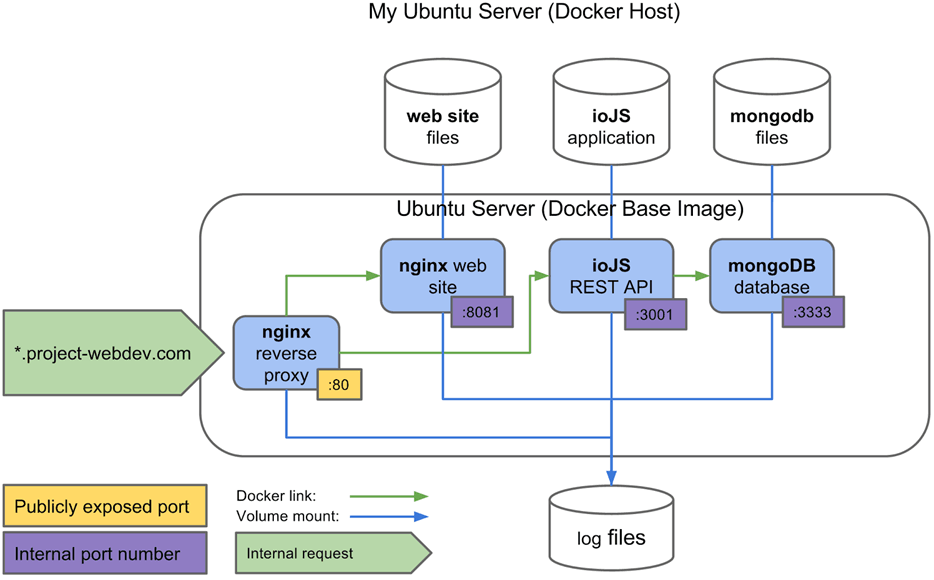 My Ubuntu Server (Docker Host)
web site
files
ioJS
application
mongodb
files
Ubuntu Server (Docker Base Image)
nginx web
site
:8081
ioJS
REST API
:3001
mongoDB
database
:3333
nginx
reverse
proxy
:80
*.project-webdev.com
log files
Publicly exposed port
Internal port number
Docker link:
Volume mount:
Internal request